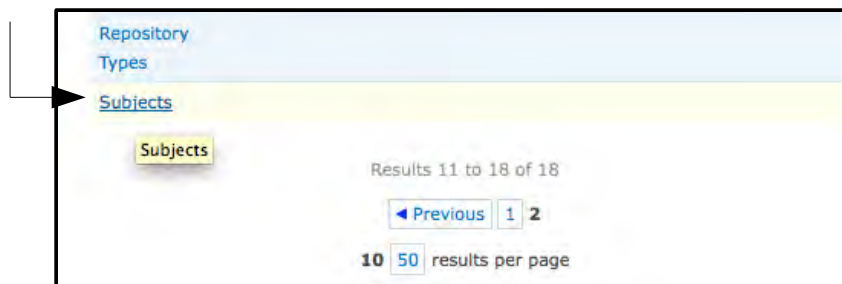 Repository
Types
Subjects
Subjects
Results 11 to 18 of 18
◄ Previous 1 2
10 50 results per page